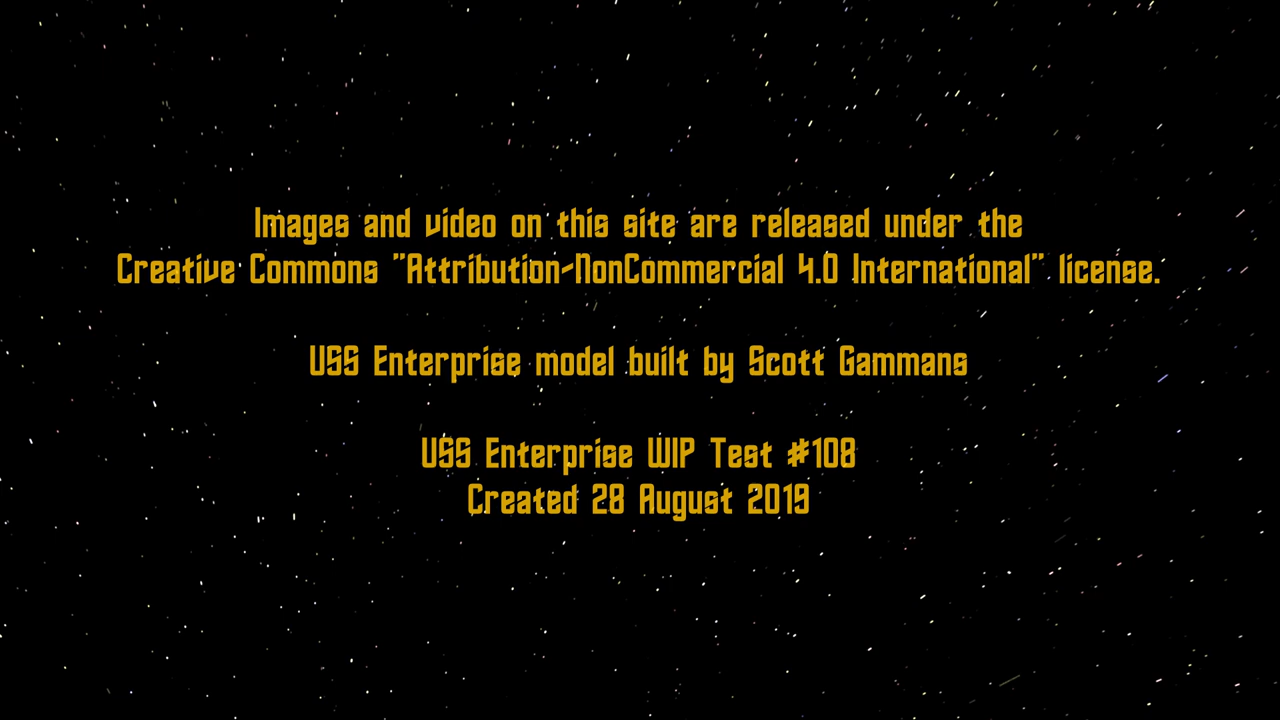 Images and video on this site are released under the
Creative Commons "Attribution-NonCommercial 4.0 International" license.
USS Enterprise model built by Scott Gammans
USS Enterprise WIP Test #108
Created 28 August 2019